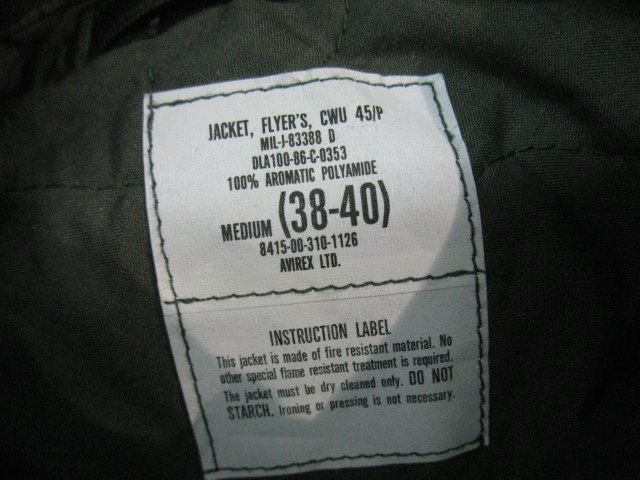 JACKET, FLYER'S, CWU 45/P
MIL-J-83388 D
DLA100-86-C-0353
100% AROMATIC POLYAMIDE
MEDIUM (38-40)
8415-00-310-1126
AVIREX LTD.
INSTRUCTION LABEL
This jacket is made of fire resistant material. No
other special flame resistant treatment is required.
The jacket must be dry cleaned only. DO NOT
STARCH. Ironing or pressing is not necessary.